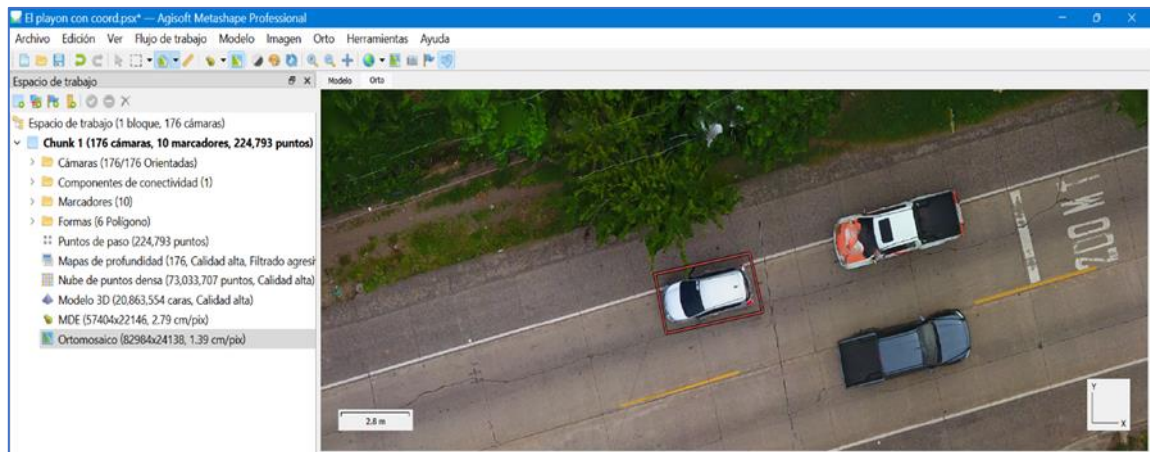 El playon con coord.psx* — Agisoft Metashape Professional
Archivo Edición Ver Flujo de trabajo Modelo Imagen Orto Herramientas Ayuda
Espacio de trabajo
Modelo Orto
Espacio de trabajo (1 bloque, 176 cámaras)
Chunk 1 (176 cámaras, 10 marcadores, 224,793 puntos)
Cámaras (176/176 Orientadas)
Componentes de conectividad (1)
Marcadores (10)
Formas (6 Polígono)
Puntos de paso (224,793 puntos)
Mapas de profundidad (176, Calidad alta, Filtrado agresi
Nube de puntos densa (73,033,707 puntos, Calidad alta)
Modelo 3D (20,863,554 caras, Calidad alta)
MDE (57404x22146, 2.79 cm/pix)
Ortomosaico (82984x24138, 1.39 cm/pix)
200 M
2.8 m
Y
X